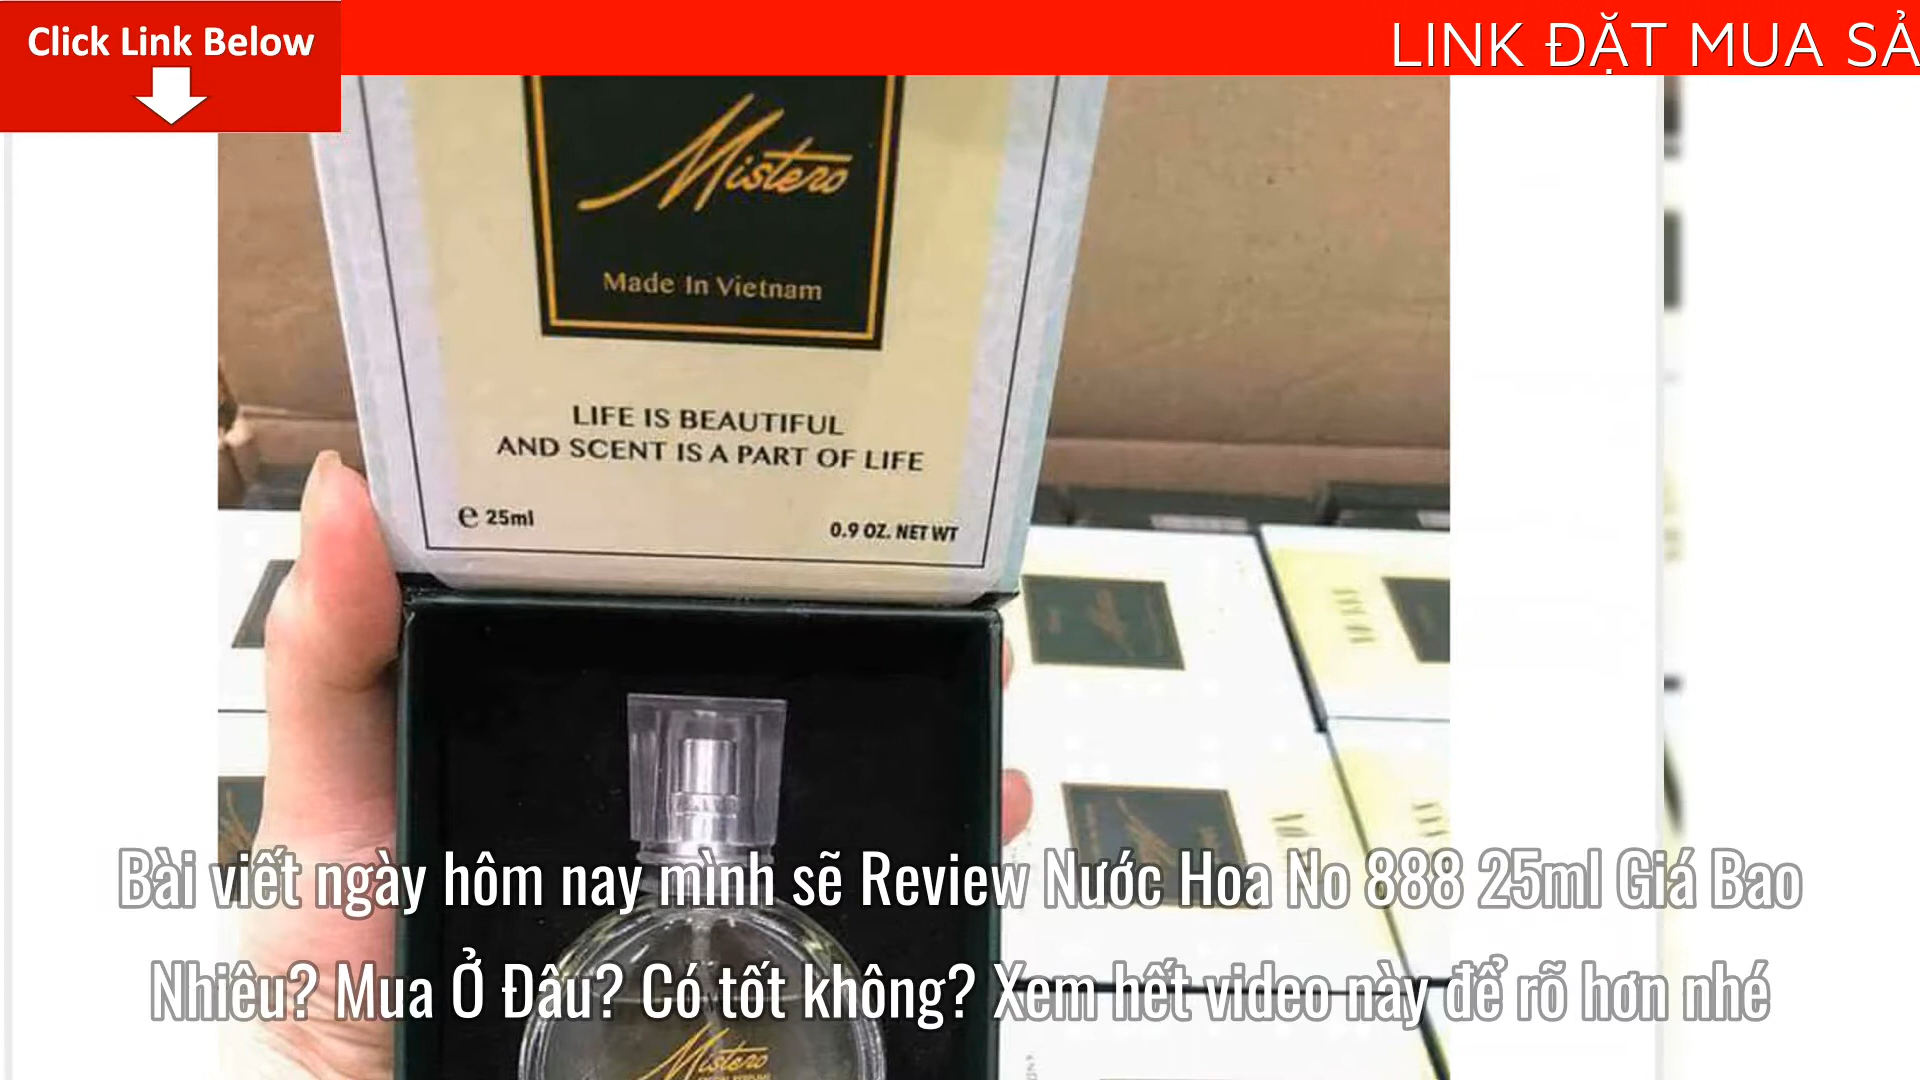 Click Link Below
LINK ĐẶT MUA SẢ
Mistero
Made In Vietnam
LIFE IS BEAUTIFUL
AND SCENT IS A PART OF LIFE
e 25ml
0.9 OZ. NET WT
Bài viết ngày hôm nay mình sẽ Review Nước Hoa No 888 25ml Giá Bao
Nhiêu? Mua Ở Đâu? Có tốt không? Xem hết video này để rõ hơn nhé
Mistero